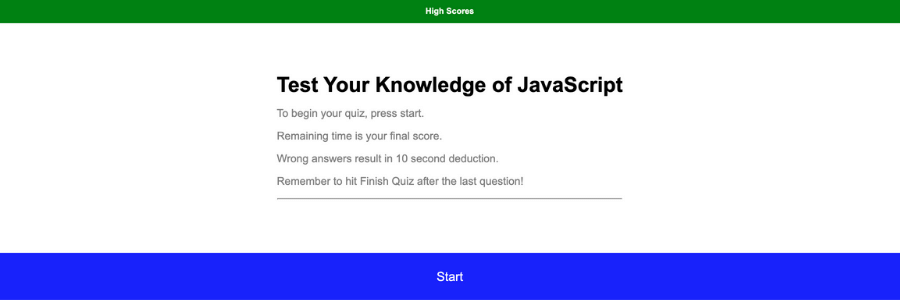 High Scores
Test Your Knowledge of JavaScript
To begin your quiz, press start.
Remaining time is your final score.
Wrong answers result in 10 second deduction.
Remember to hit Finish Quiz after the last question!
Start